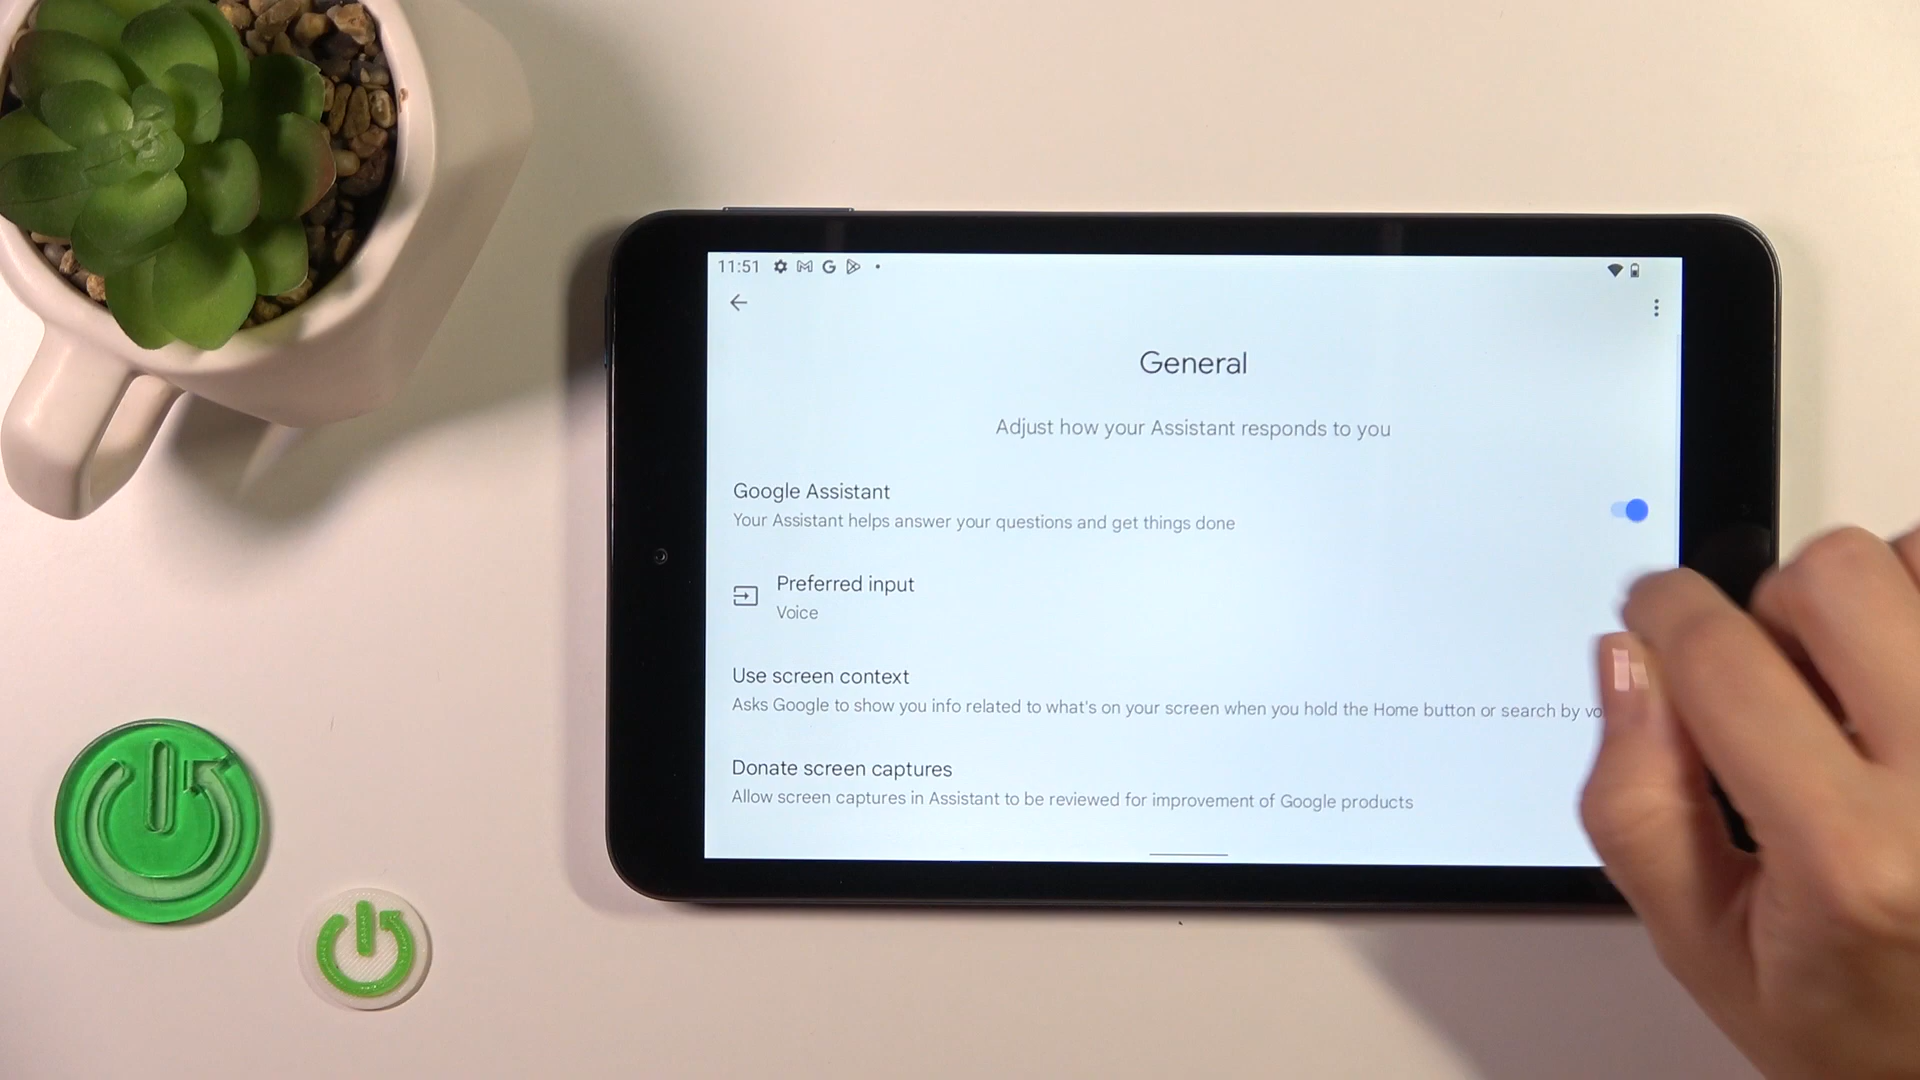 11:51
General
Adjust how your Assistant responds to you
Google Assistant
Your Assistant helps answer your questions and get things done
Preferred input
Voice
Use screen context
Asks Google to show you info related to what's on your screen when you hold the Home button or search by
Donate screen captures
Allow screen captures in Assistant to be reviewed for improvement of Google products